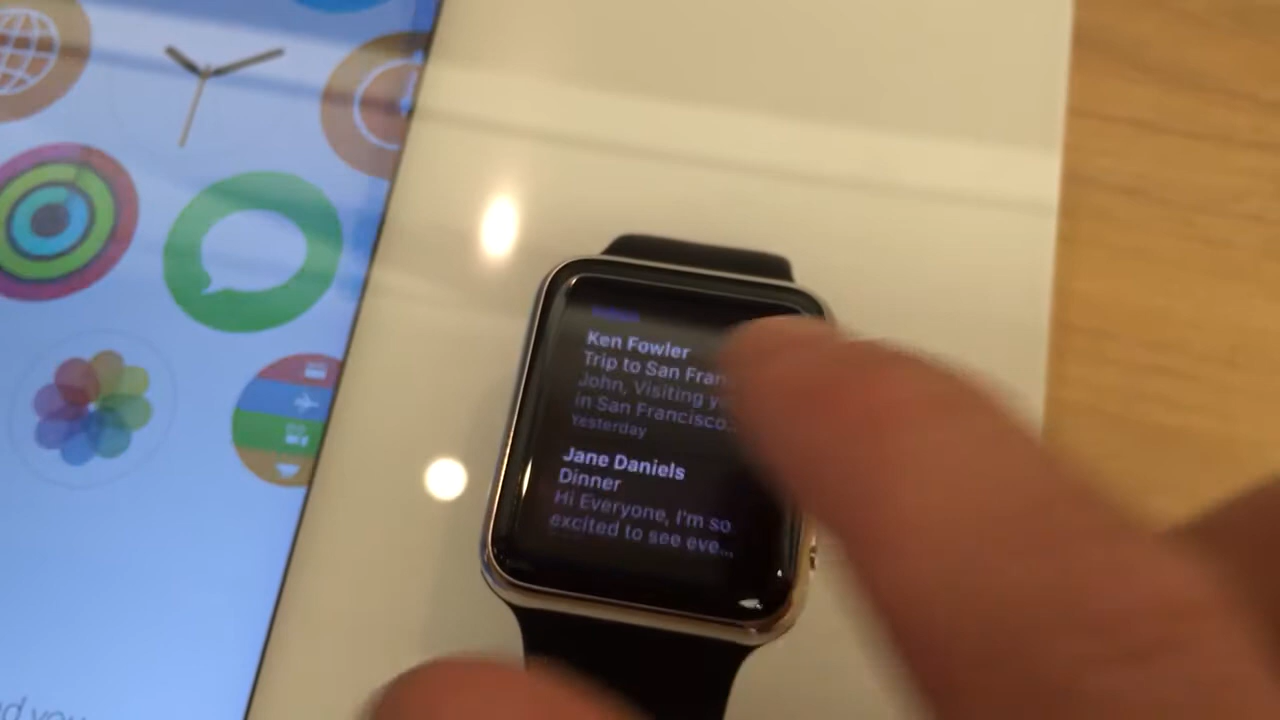 Ken Fowler
Trip to San Fran
John, Visiting y
in San Francisco...
Yesterday
Jane Daniels
Dinner
Hi Everyone, I'm so
excited to see eve...